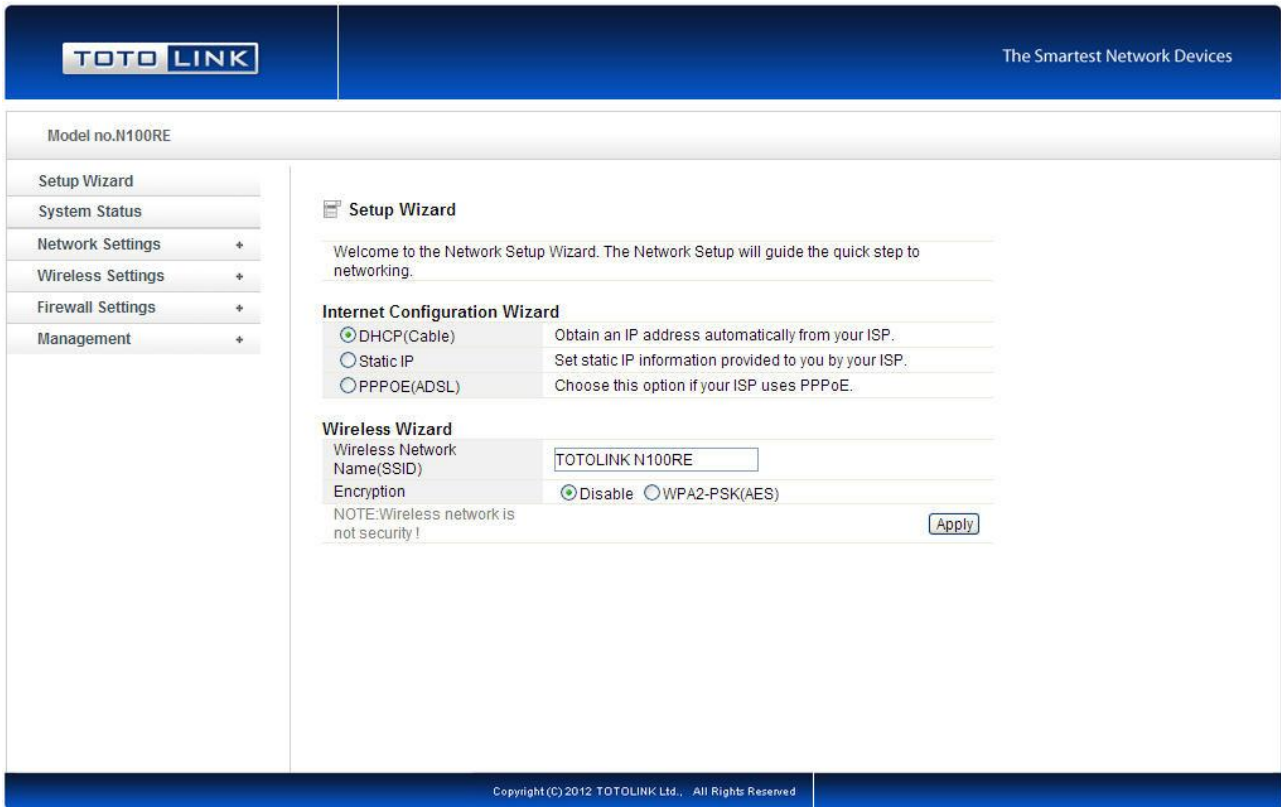 TOTO LINK
The Smartest Network Devices
Model no.N100RE
Setup Wizard
System Status
Network Settings +
Wireless Settings +
Firewall Settings +
Management +
Setup Wizard
Welcome to the Network Setup Wizard. The Network Setup will guide the quick step to
networking.
Internet Configuration Wizard
DHCP(Cable) Obtain an IP address automatically from your ISP.
Static IP Set static IP information provided to you by your ISP.
PPPOE(ADSL) Choose this option if your ISP uses PPPoE.
Wireless Wizard
Wireless Network
Name(SSID)
TOTOLINK N100RE
Encryption Disable WPA2-PSK(AES)
NOTE:Wireless network is
not security !
Apply
Copyright (C) 2012 TOTOLINK Ltd., All Rights Reserved